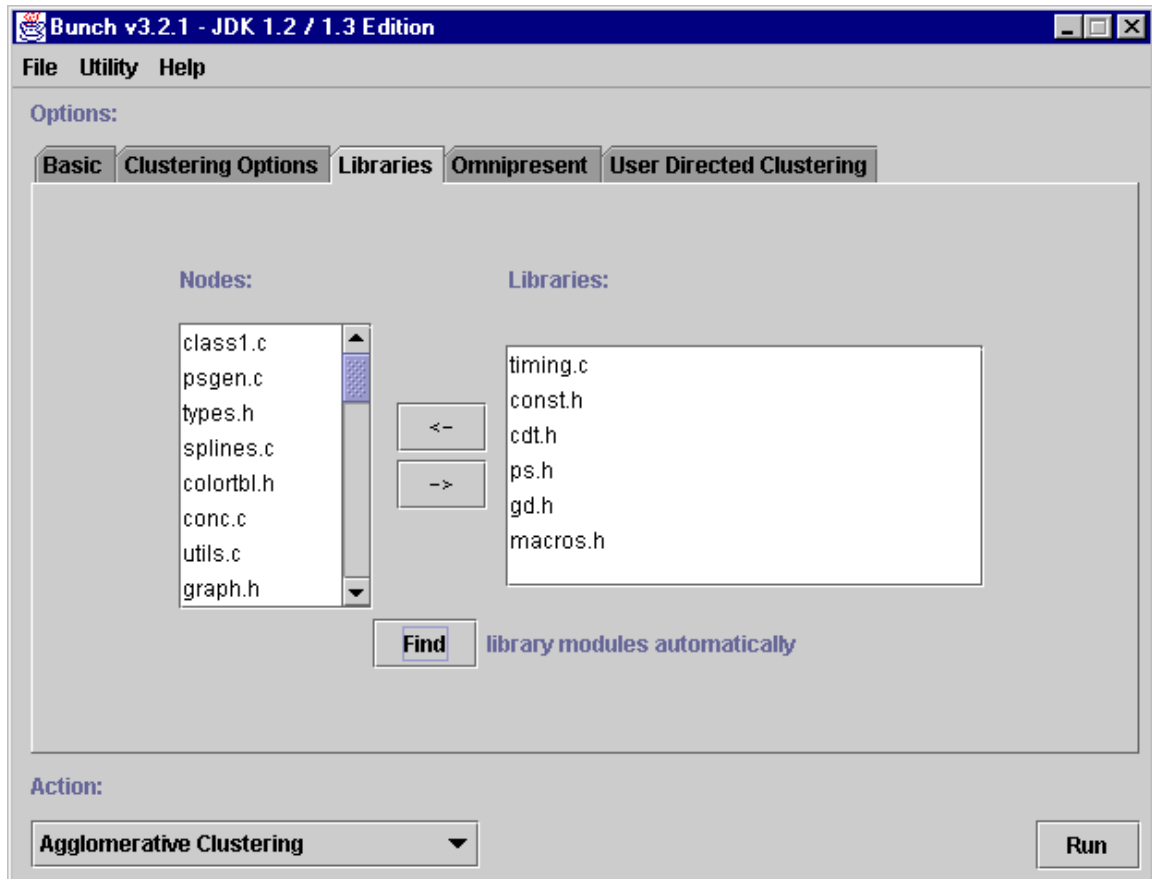 Bunch v3.2.1 - JDK 1.2 / 1.3 Edition
File Utility Help
Options:
Basic Clustering Options Libraries Omnipresent User Directed Clustering
Nodes:
class1.c
psgen.c
types.h
splines.c
colortbl.h
conc.c
utils.c
graph.h
<-
->
Libraries:
timing.c
const.h
cdt.h
ps.h
gd.h
macros.h
Find library modules automatically
Action:
Agglomerative Clustering
Run